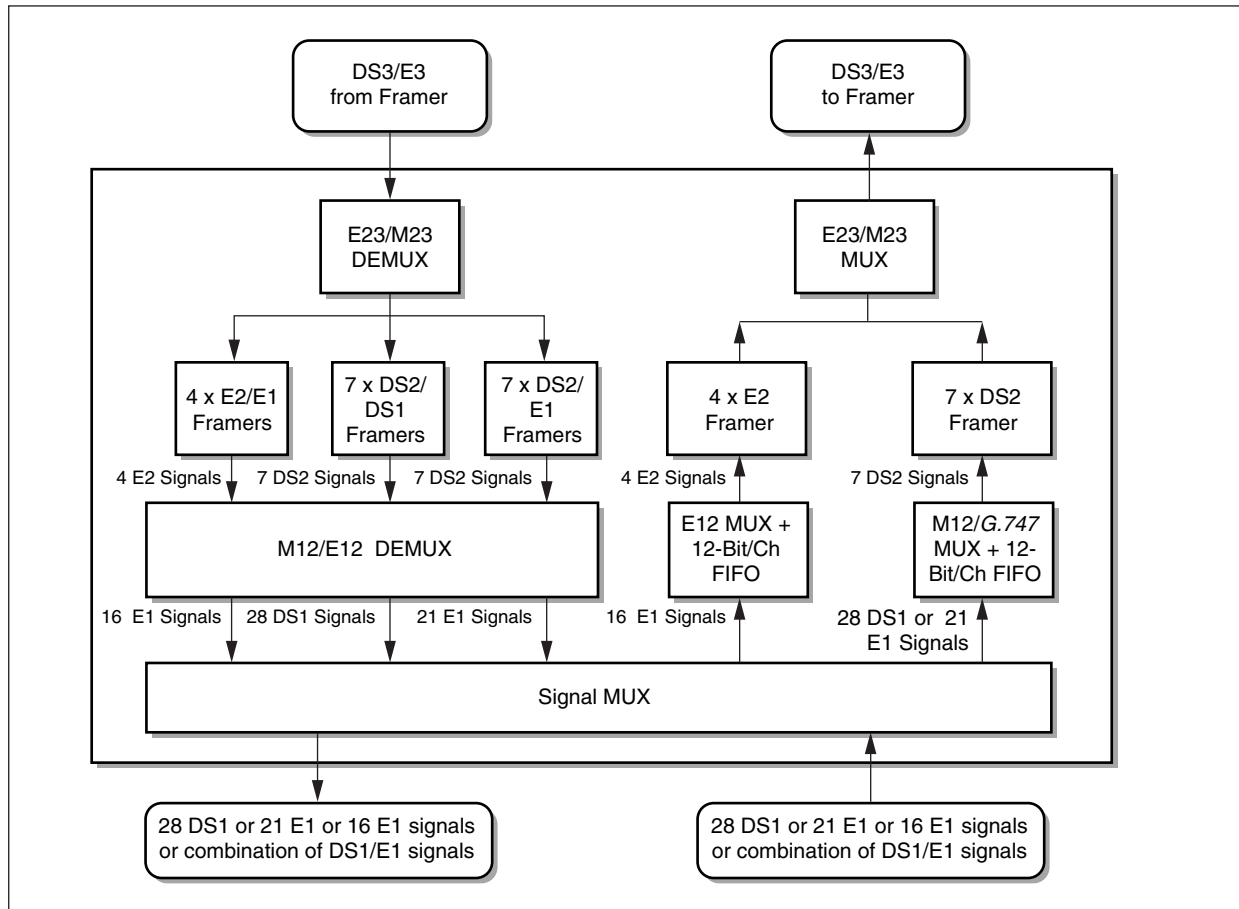 DS3/E3
from Framer
DS3/E3
to Framer
E23/M23
DEMUX
E23/M23
MUX
4 x E2/E1
Framers
7 x DS2/
DS1
Framers
7 x DS2/
E1
Framers
4 x E2
Framer
7 x DS2
Framer
4 E2 Signals
7 DS2 Signals
7 DS2 Signals
4 E2 Signals
7 DS2 Signals
M12/E12 DEMUX
E12 MUX +
12-Bit/Ch
FIFO
M12/G.747
MUX + 12-
Bit/Ch FIFO
16 E1 Signals
28 DS1 Signals
21 E1 Signals
16 E1 Signals
28 DS1 or 21
E1 Signals
Signal MUX
28 DS1 or 21 E1 or 16 E1 signals
or combination of DS1/E1 signals
28 DS1 or 21 E1 or 16 E1 signals
or combination of DS1/E1 signals